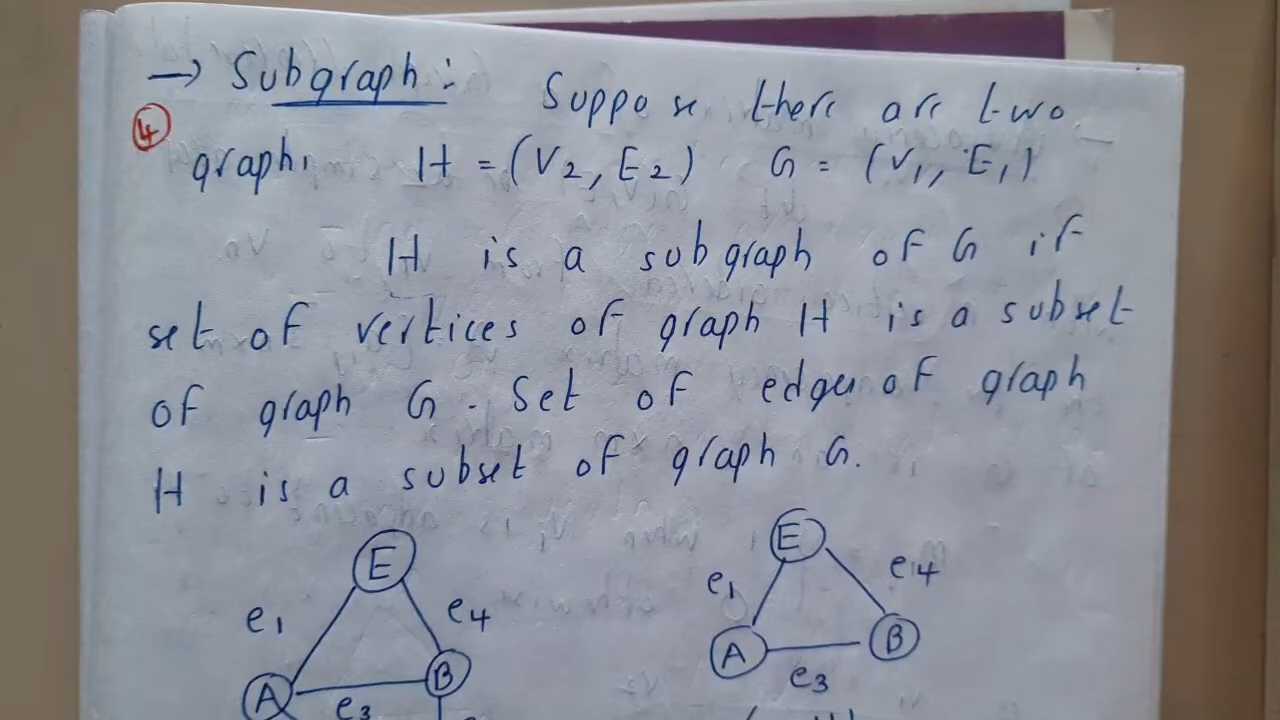 → Subgraph: Suppose there are two
④
graphs H = (V2, E2) G = (V1, E1)
H is a subgraph of G if
set of vertices of graph H is a subset
of graph G. Set of edges of graph
H is a subset of graph G.
E E
e1 e4 e1 e4
A B A B
e3 e3